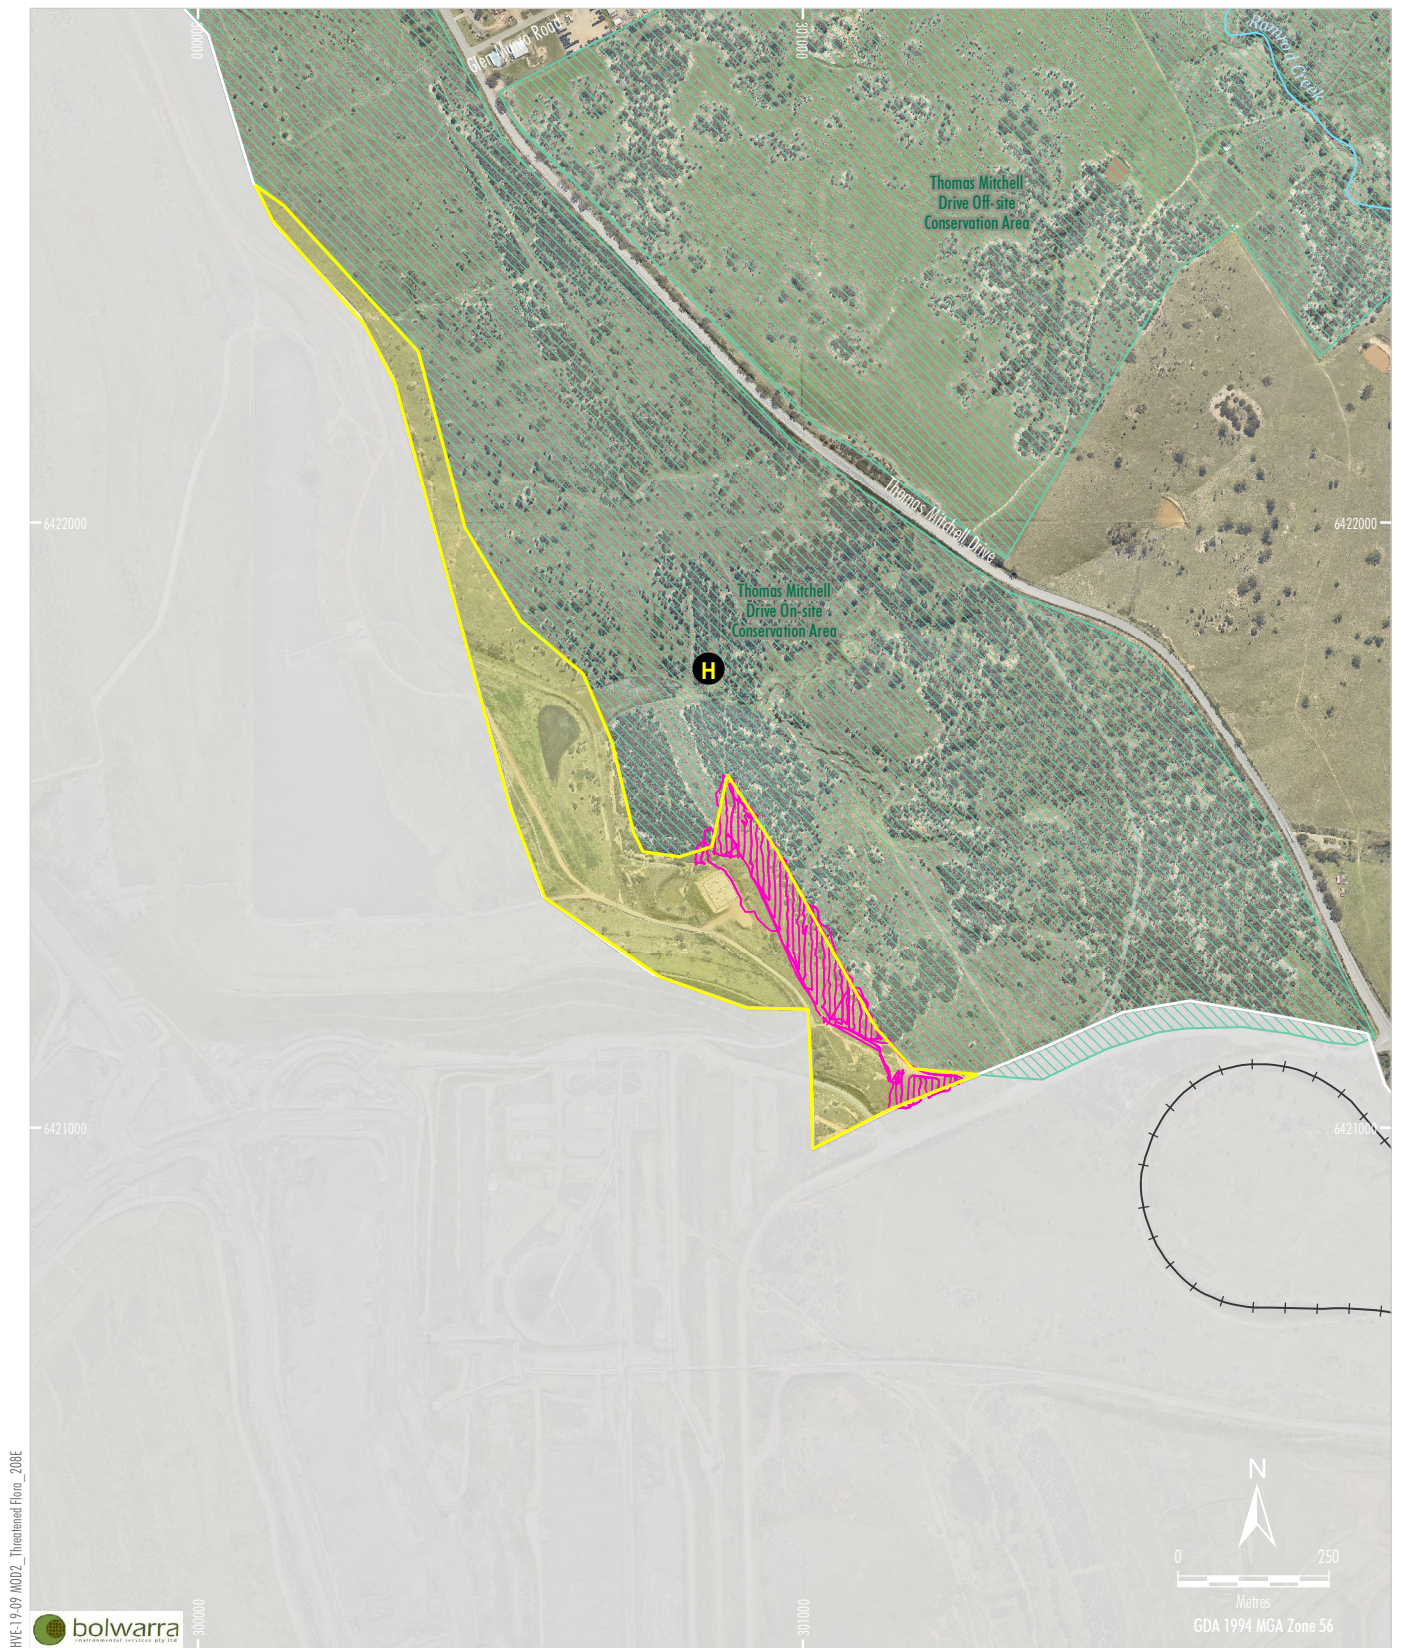 300000
301000
Glen Munro Road
Ramrod Creek
Thomas Mitchell
Drive Off-site
Conservation Area
6422000
6422000
Thomas Mitchell Drive
Thomas Mitchell
Drive On-site
Conservation Area
H
6421000
6421000
N
0 250
Metres
GDA 1994 MGA Zone 56
300000
301000
HVE-19-09 MOD2_Threatened Flora_208E
bolwarra
environmental services pty ltd